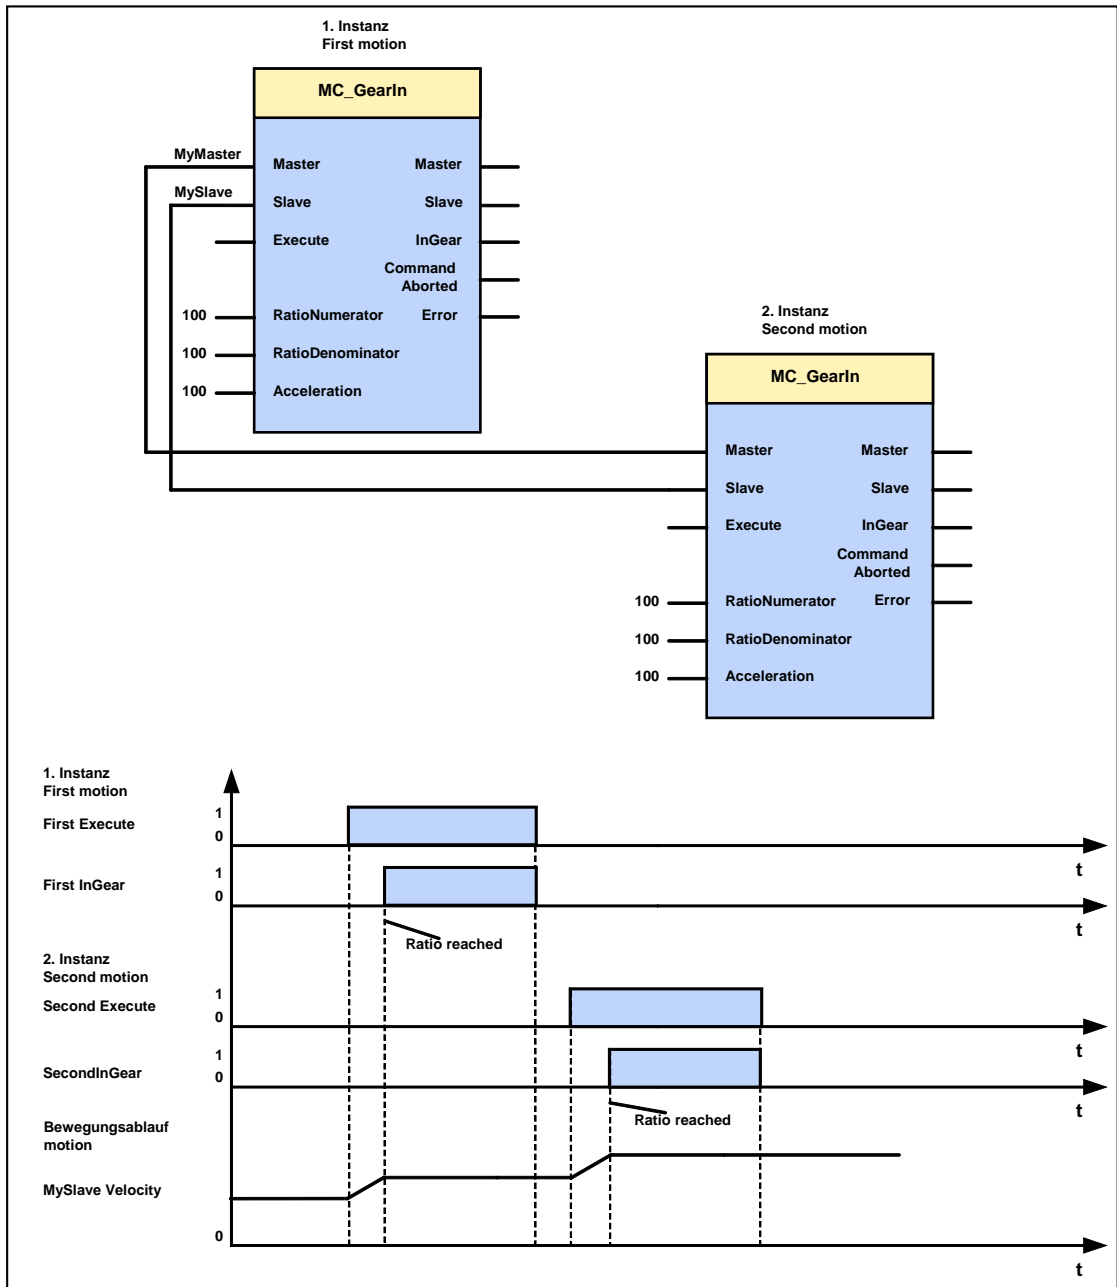 1. Instanz
First motion
MC_GearIn
MyMaster
Master
Master
MySlave
Slave
Slave
Execute
InGear
Command
Aborted
100
RatioNumerator
Error
100
RatioDenominator
100
Acceleration
2. Instanz
Second motion
MC_GearIn
Master
Master
Slave
Slave
Execute
InGear
Command
Aborted
100
RatioNumerator
Error
100
RatioDenominator
100
Acceleration
1. Instanz
First motion
First Execute
1
0
t
First InGear
1
0
t
Ratio reached
2. Instanz
Second motion
Second Execute
1
0
t
SecondInGear
1
0
t
Ratio reached
Bewegungsablauf
motion
MySlave Velocity
0
t